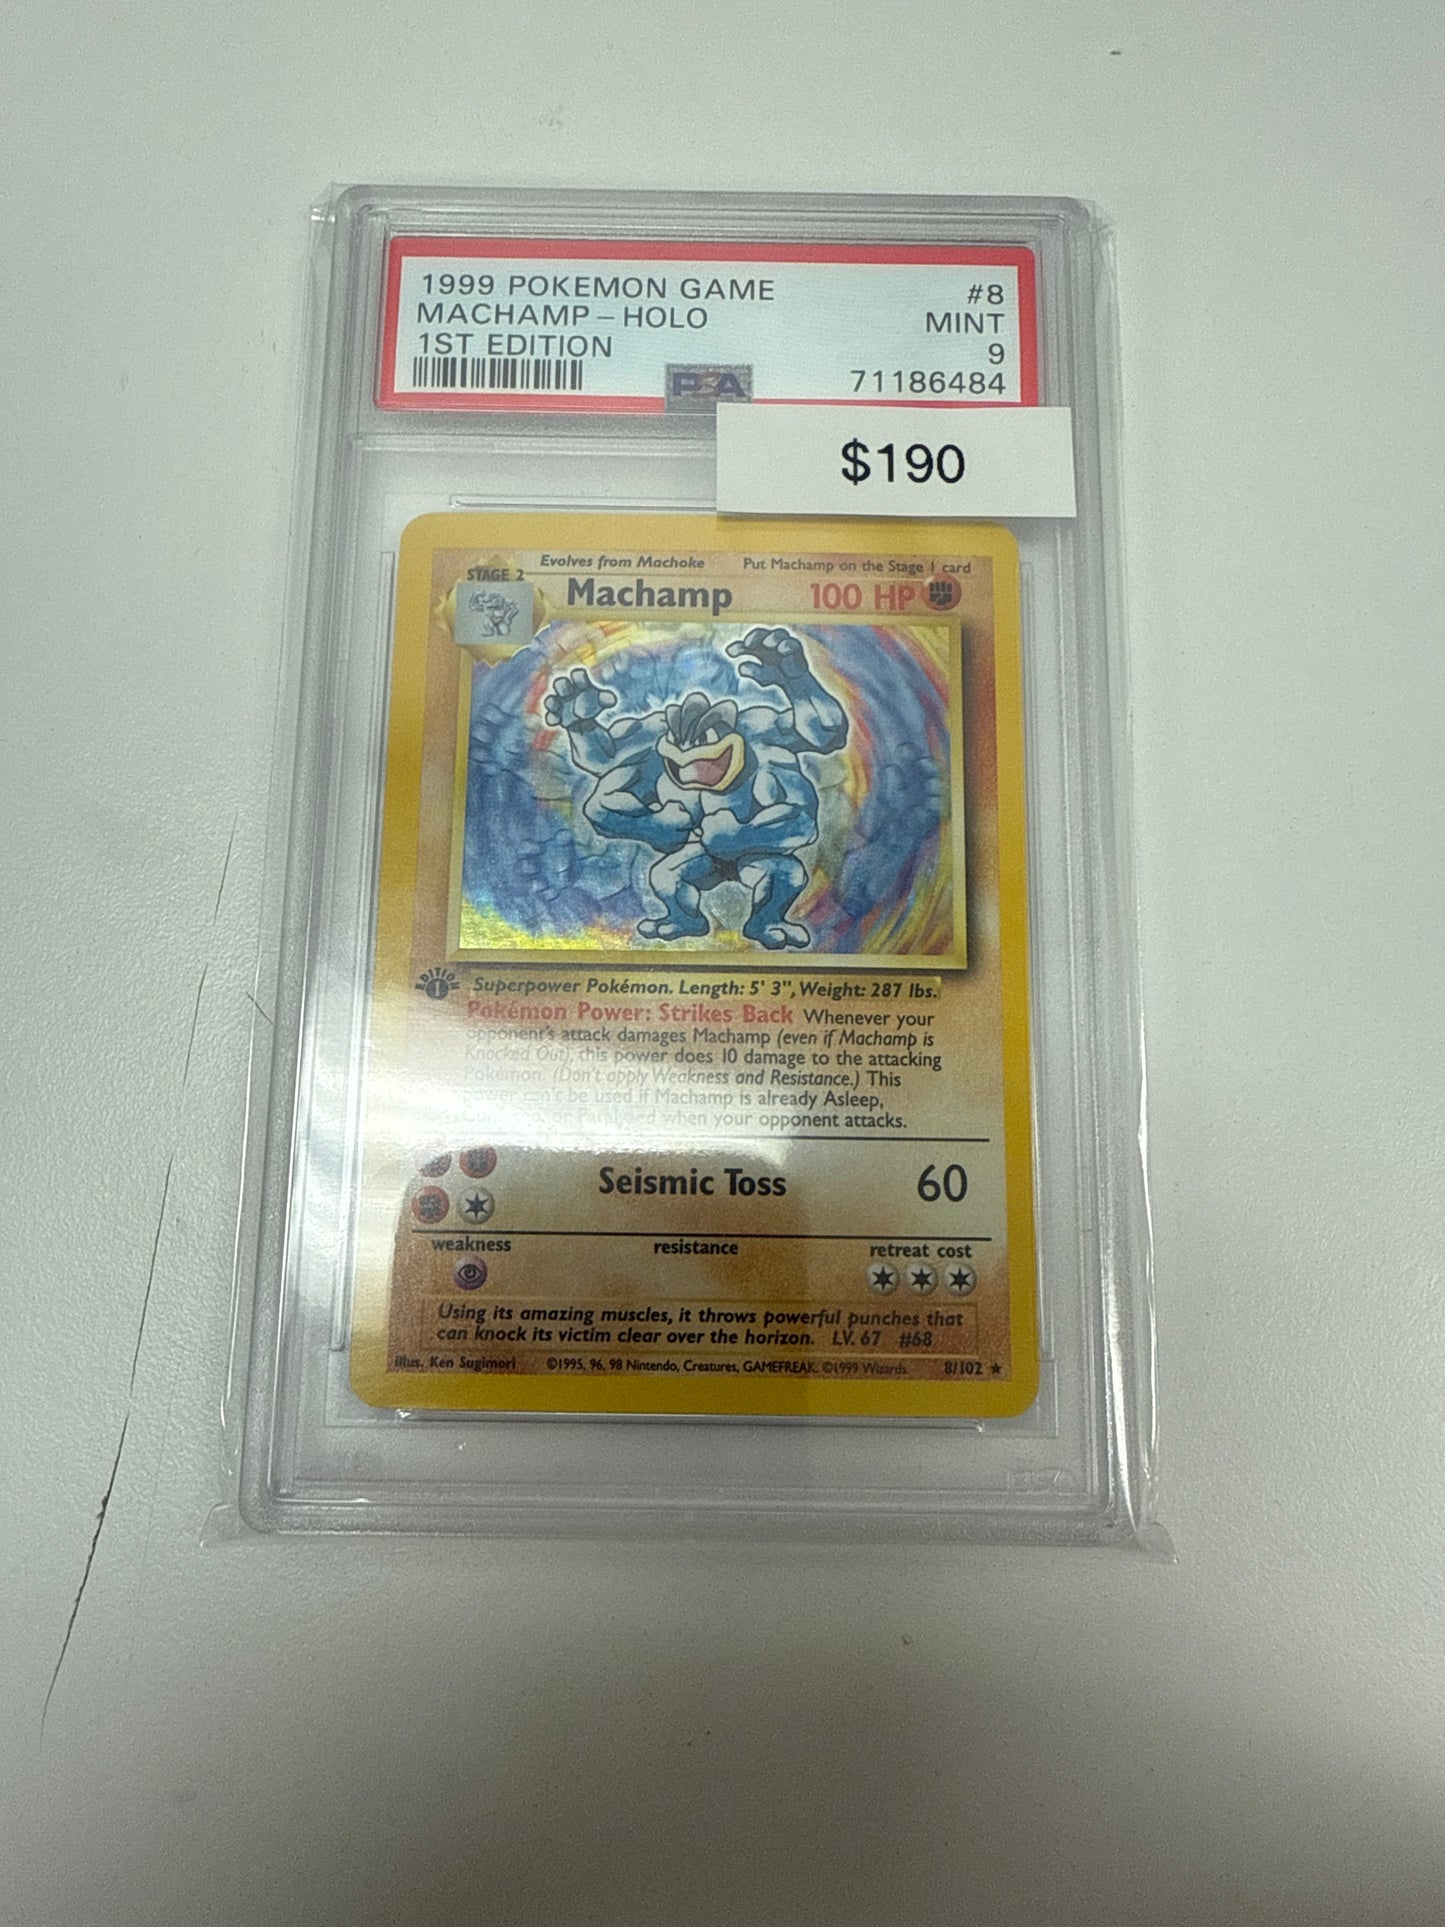 1999 POKEMON GAME #8
MACHAMP – HOLO MINT
1ST EDITION 9
PSA 71186484
$190
Evolves from Machoke Put Machamp on the Stage 1 card
STAGE 2
Machamp 100 HP
EDITION
1
Superpower Pokémon. Length: 5' 3", Weight: 287 lbs.
Pokémon Power: Strikes Back Whenever your
opponent's attack damages Machamp (even if Machamp is
Knocked Out), this power does 10 damage to the attacking
Pokémon. (Don't apply Weakness and Resistance.) This
power can't be used if Machamp is already Asleep,
or Paralyzed when your opponent attacks.
Seismic Toss 60
weakness resistance retreat cost
Using its amazing muscles, it throws powerful punches that
can knock its victim clear over the horizon. LV. 67 #68
Illus. Ken Sugimori ©1995, 96, 98 Nintendo, Creatures, GAMEFREAK. ©1999 Wizards. 8/102 ★